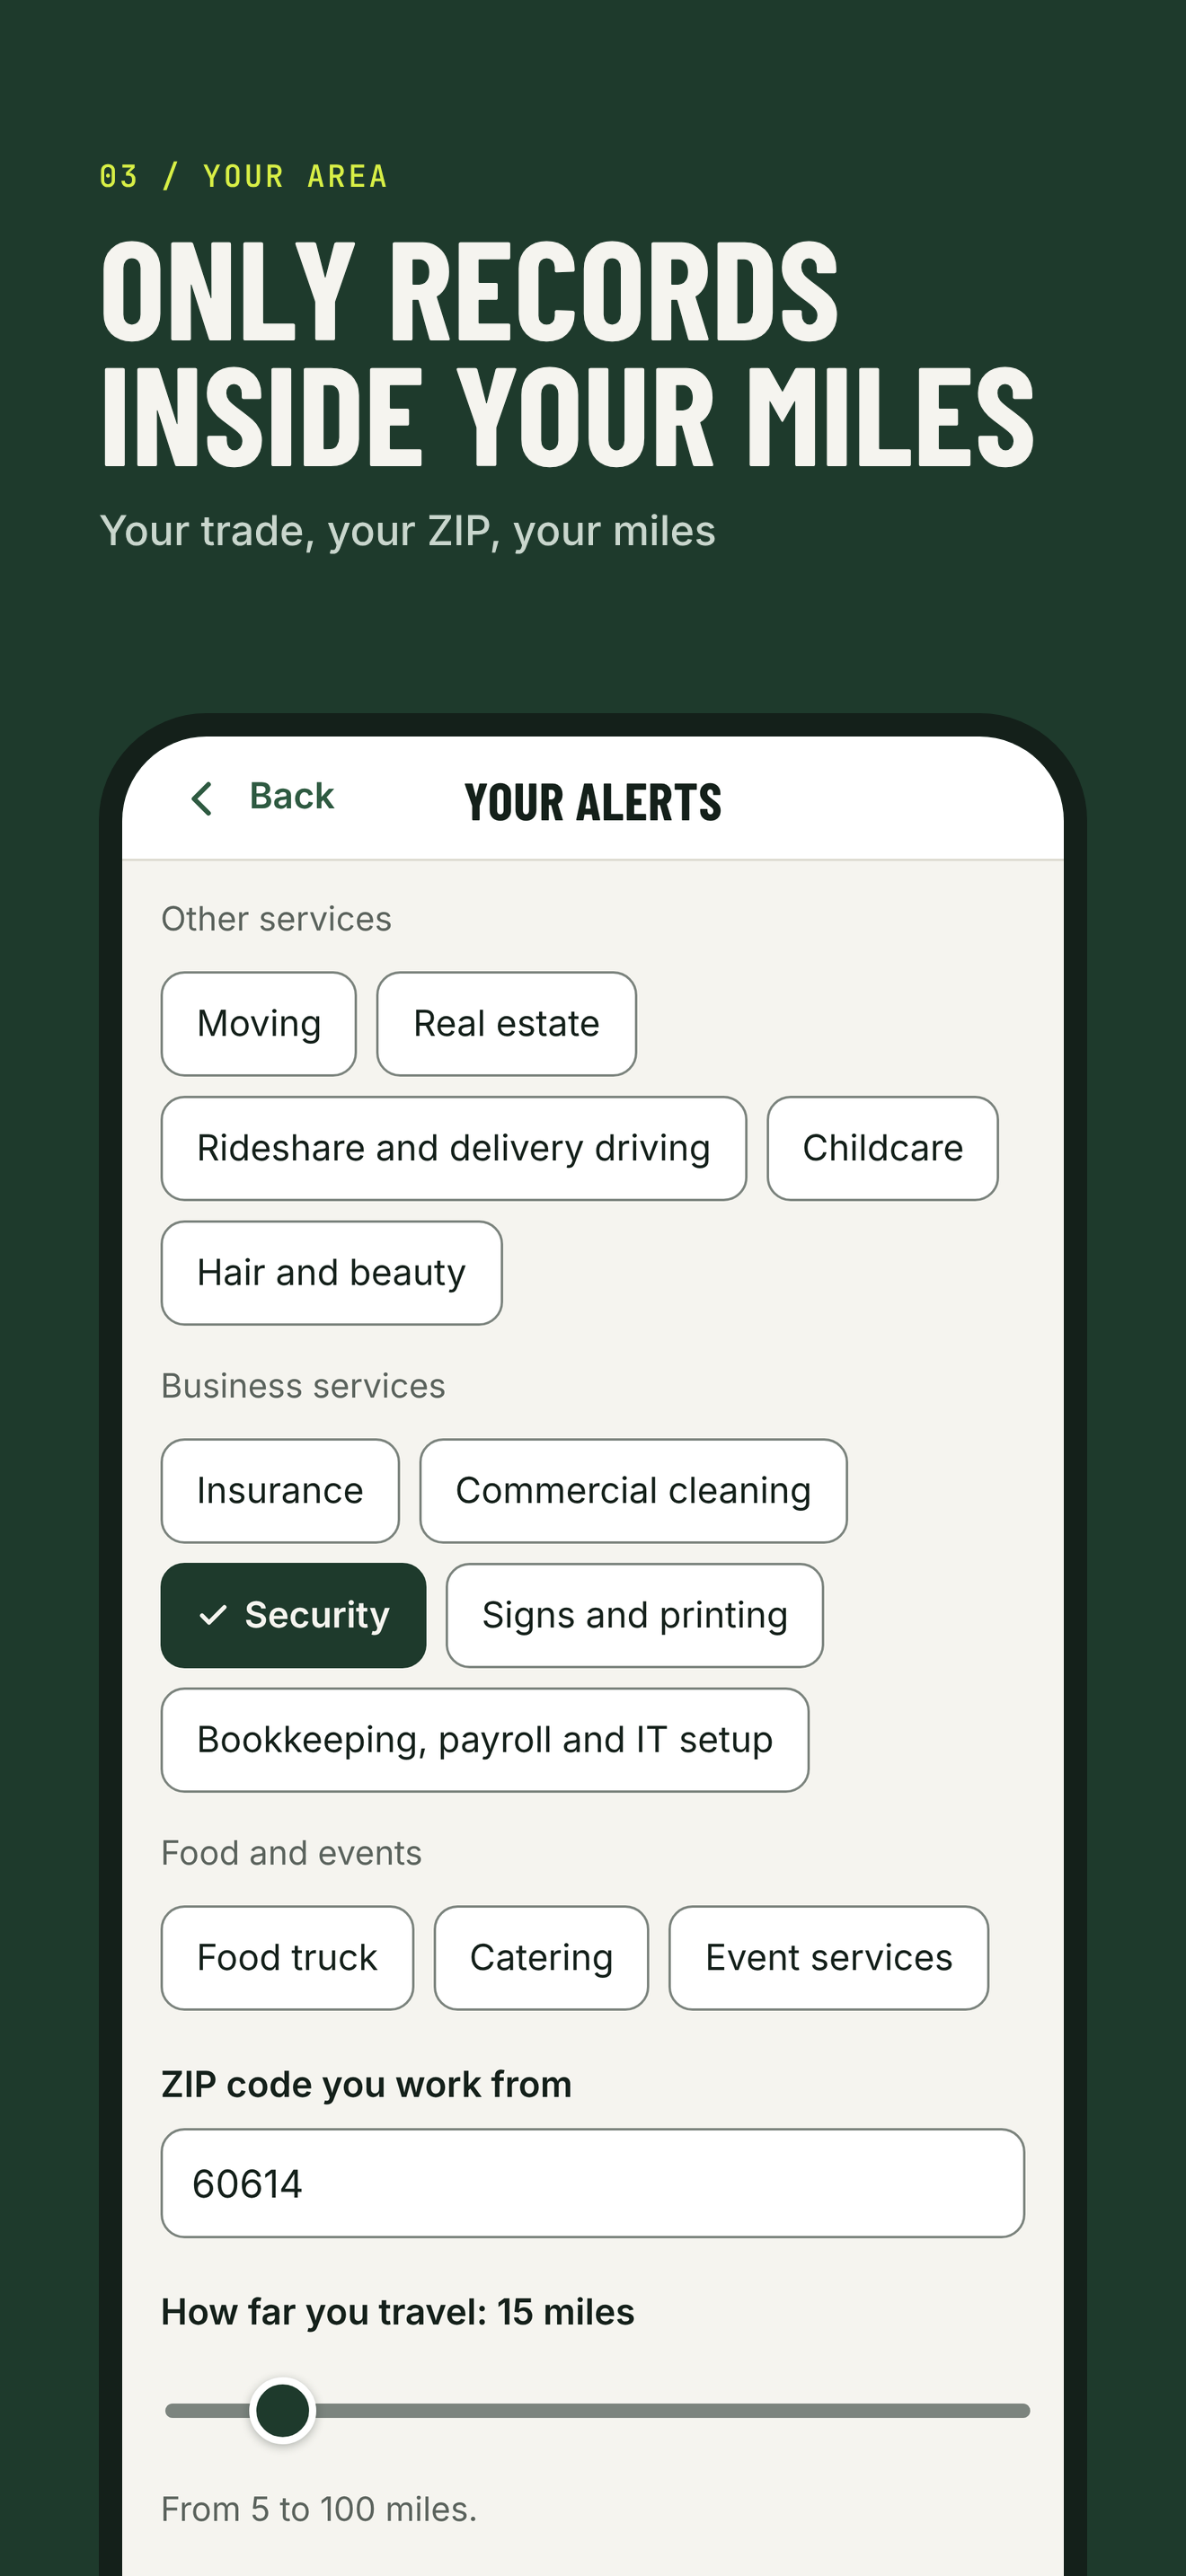 03 / YOUR AREA
ONLY RECORDS
INSIDE YOUR MILES
Your trade, your ZIP, your miles
Back YOUR ALERTS
Other services
Moving Real estate
Rideshare and delivery driving Childcare
Hair and beauty
Business services
Insurance Commercial cleaning
Security Signs and printing
Bookkeeping, payroll and IT setup
Food and events
Food truck Catering Event services
ZIP code you work from
60614
How far you travel: 15 miles
From 5 to 100 miles.